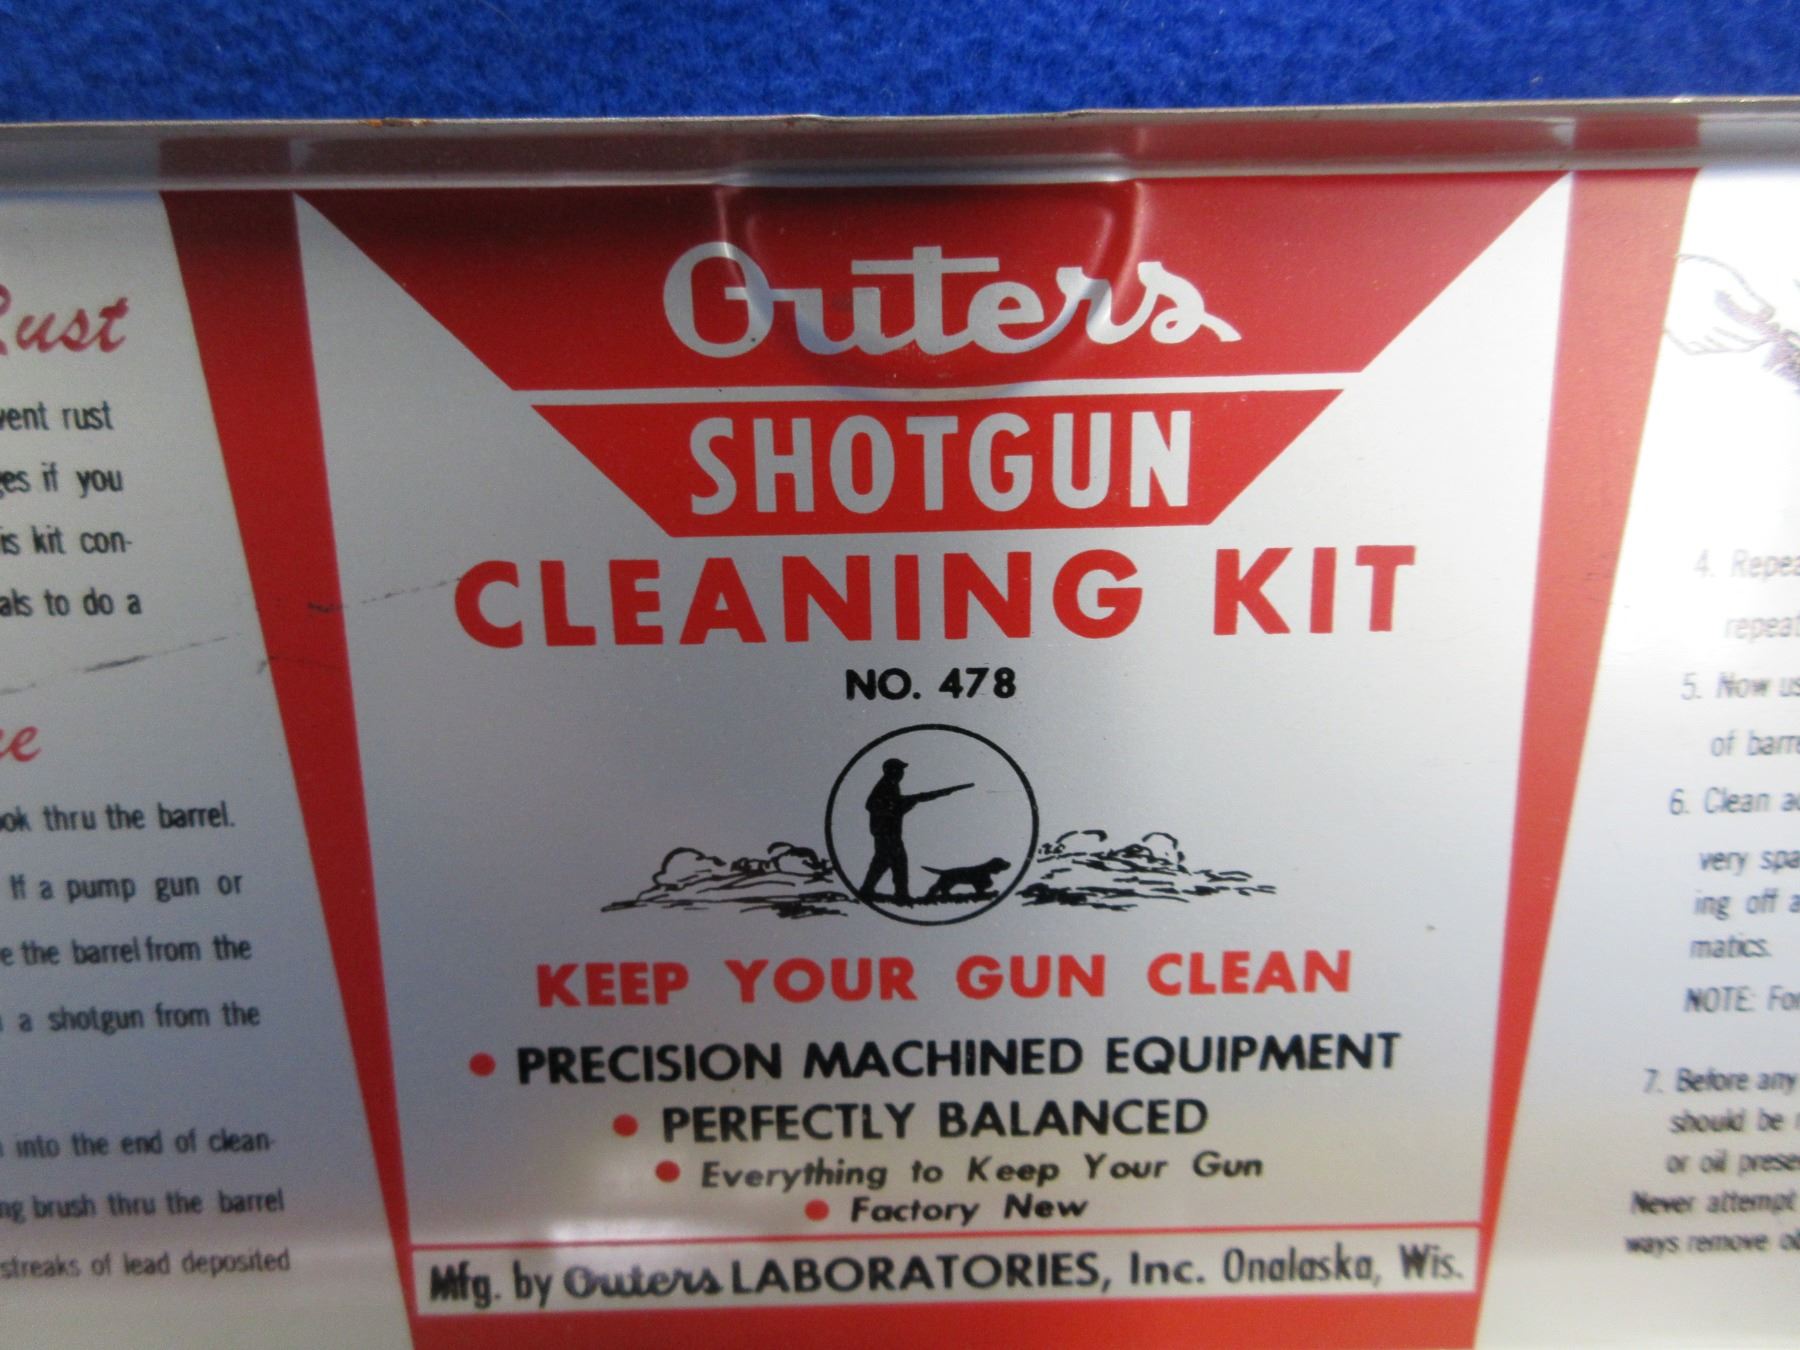 Rust
vent rust
ges if you
is kit con-
als to do a
ook thru the barrel.
If a pump gun or
e the barrel from the
a shotgun from the
into the end of clean-
ng brush thru the barrel
streaks of lead deposited
Outers
SHOTGUN
CLEANING KIT
NO. 478
KEEP YOUR GUN CLEAN
• PRECISION MACHINED EQUIPMENT
• PERFECTLY BALANCED
• Everything to Keep Your Gun
• Factory New
Mfg. by Outers LABORATORIES, Inc. Onalaska, Wis.
4. Repea
repeat
5. Now us
of barre
6. Clean ac
very spa
ing off a
matics.
NOTE: For
7. Before any
should be
or oil prese
Never attempt
ways remove ob